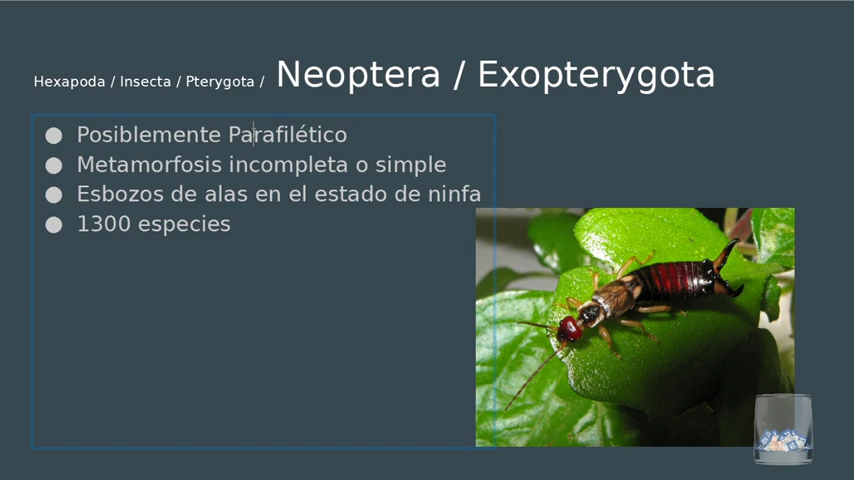 Hexapoda / Insecta / Pterygota / Neoptera / Exopterygota
● Posiblemente Parafilético
● Metamorfosis incompleta o simple
● Esbozos de alas en el estado de ninfa
● 1300 especies